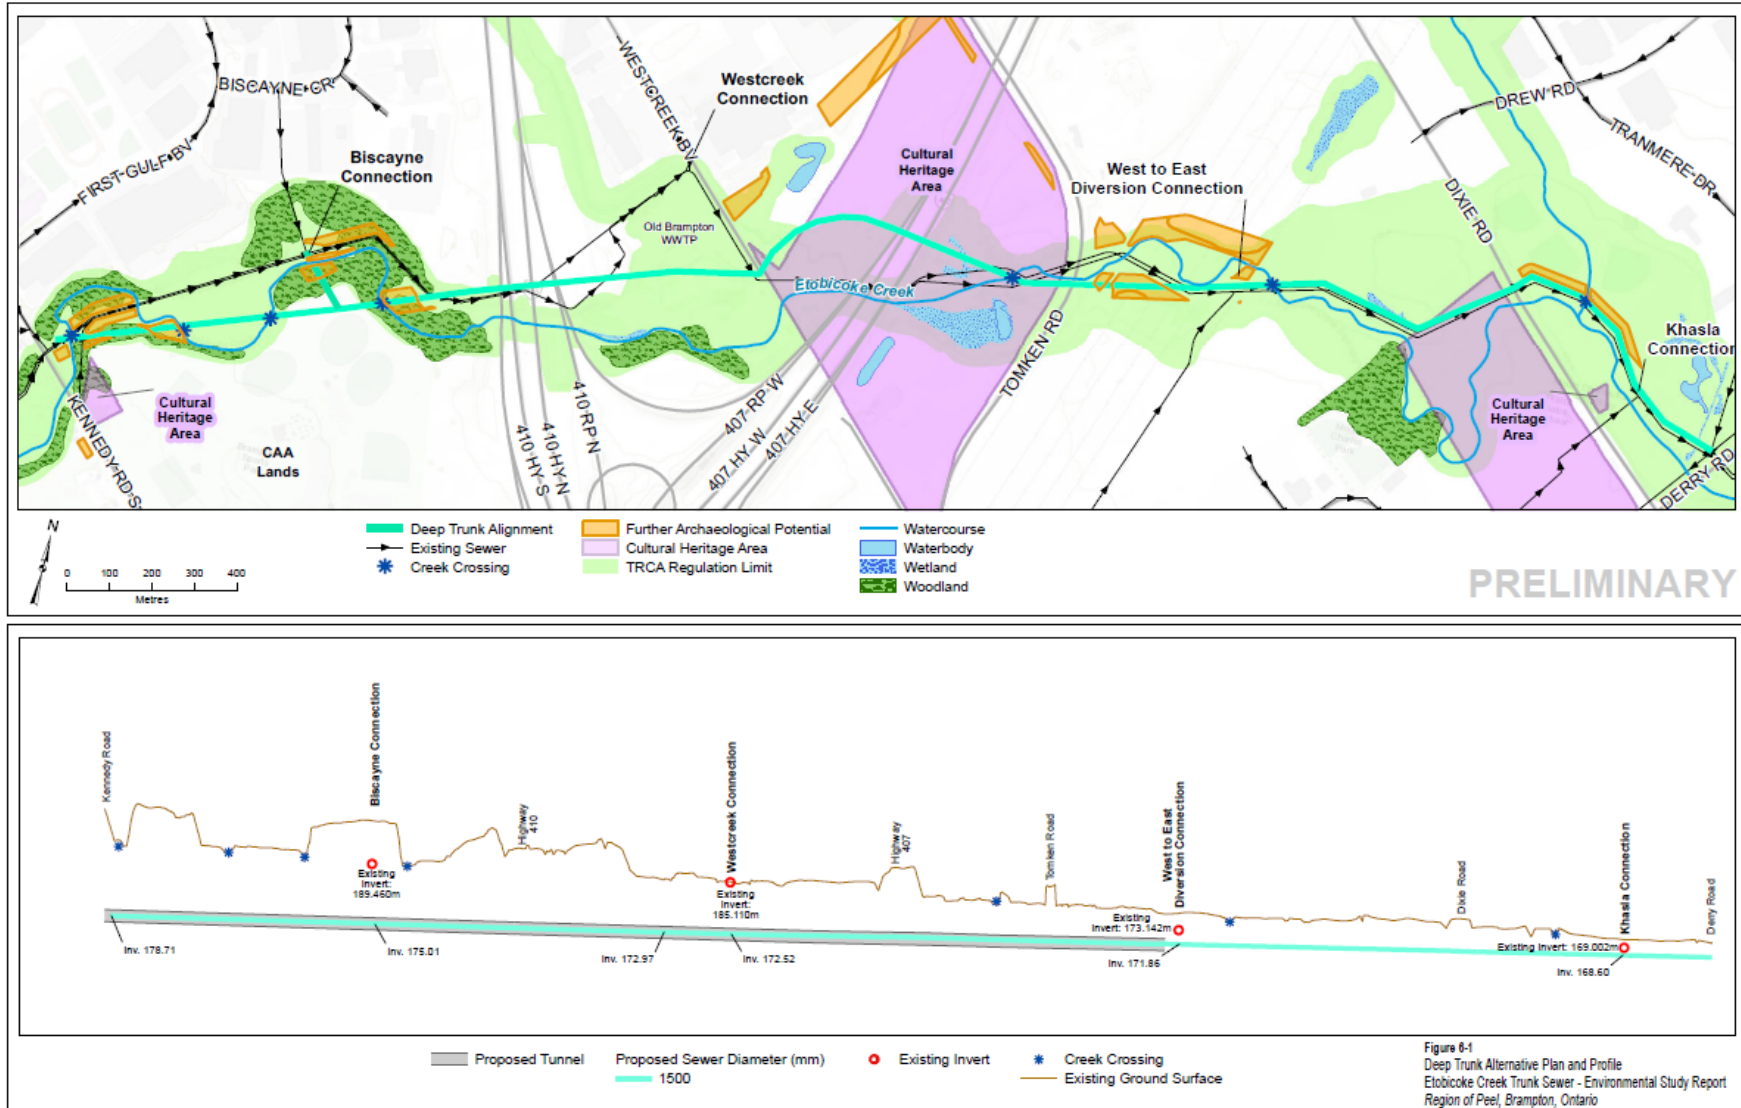 BISCAYNE CR
FIRST GULF BV
Biscayne
Connection
WESTCREEK BV
Westcreek
Connection
Old Brampton
WWTP
Cultural
Heritage
Area
West to East
Diversion Connection
DREW RD
TRANMERE DR
DIXIE RD
Etobicoke Creek
Khasla
Connection
KENNEDY RD S
Cultural
Heritage
Area
CAA
Lands
410 HY S
410 HY N
410 RP N
407 RP W
407 HY W
407 HY E
TOMKEN RD
Cultural
Heritage
Area
DERRY RD
N
0 100 200 300 400
Metres
Deep Trunk Alignment
Existing Sewer
Creek Crossing
Further Archaeological Potential
Cultural Heritage Area
TRCA Regulation Limit
Watercourse
Waterbody
Wetland
Woodland
PRELIMINARY
Kennedy Road
Biscayne Connection
Existing
Invert:
189.460m
Highway
410
Westcreek Connection
Existing
Invert:
185.110m
Highway
407
Tomken Road
West to East
Diversion Connection
Existing
Invert: 173.142m
Dixie Road
Khasla Connection
Existing Invert: 169.002m
Derry Road
Inv. 178.71
Inv. 175.01
Inv. 172.97
Inv. 172.52
Inv. 171.86
Inv. 168.60
Proposed Tunnel
Proposed Sewer Diameter (mm)
1500
Existing Invert
Creek Crossing
Existing Ground Surface
Figure 6-1
Deep Trunk Alternative Plan and Profile
Etobicoke Creek Trunk Sewer - Environmental Study Report
Region of Peel, Brampton, Ontario